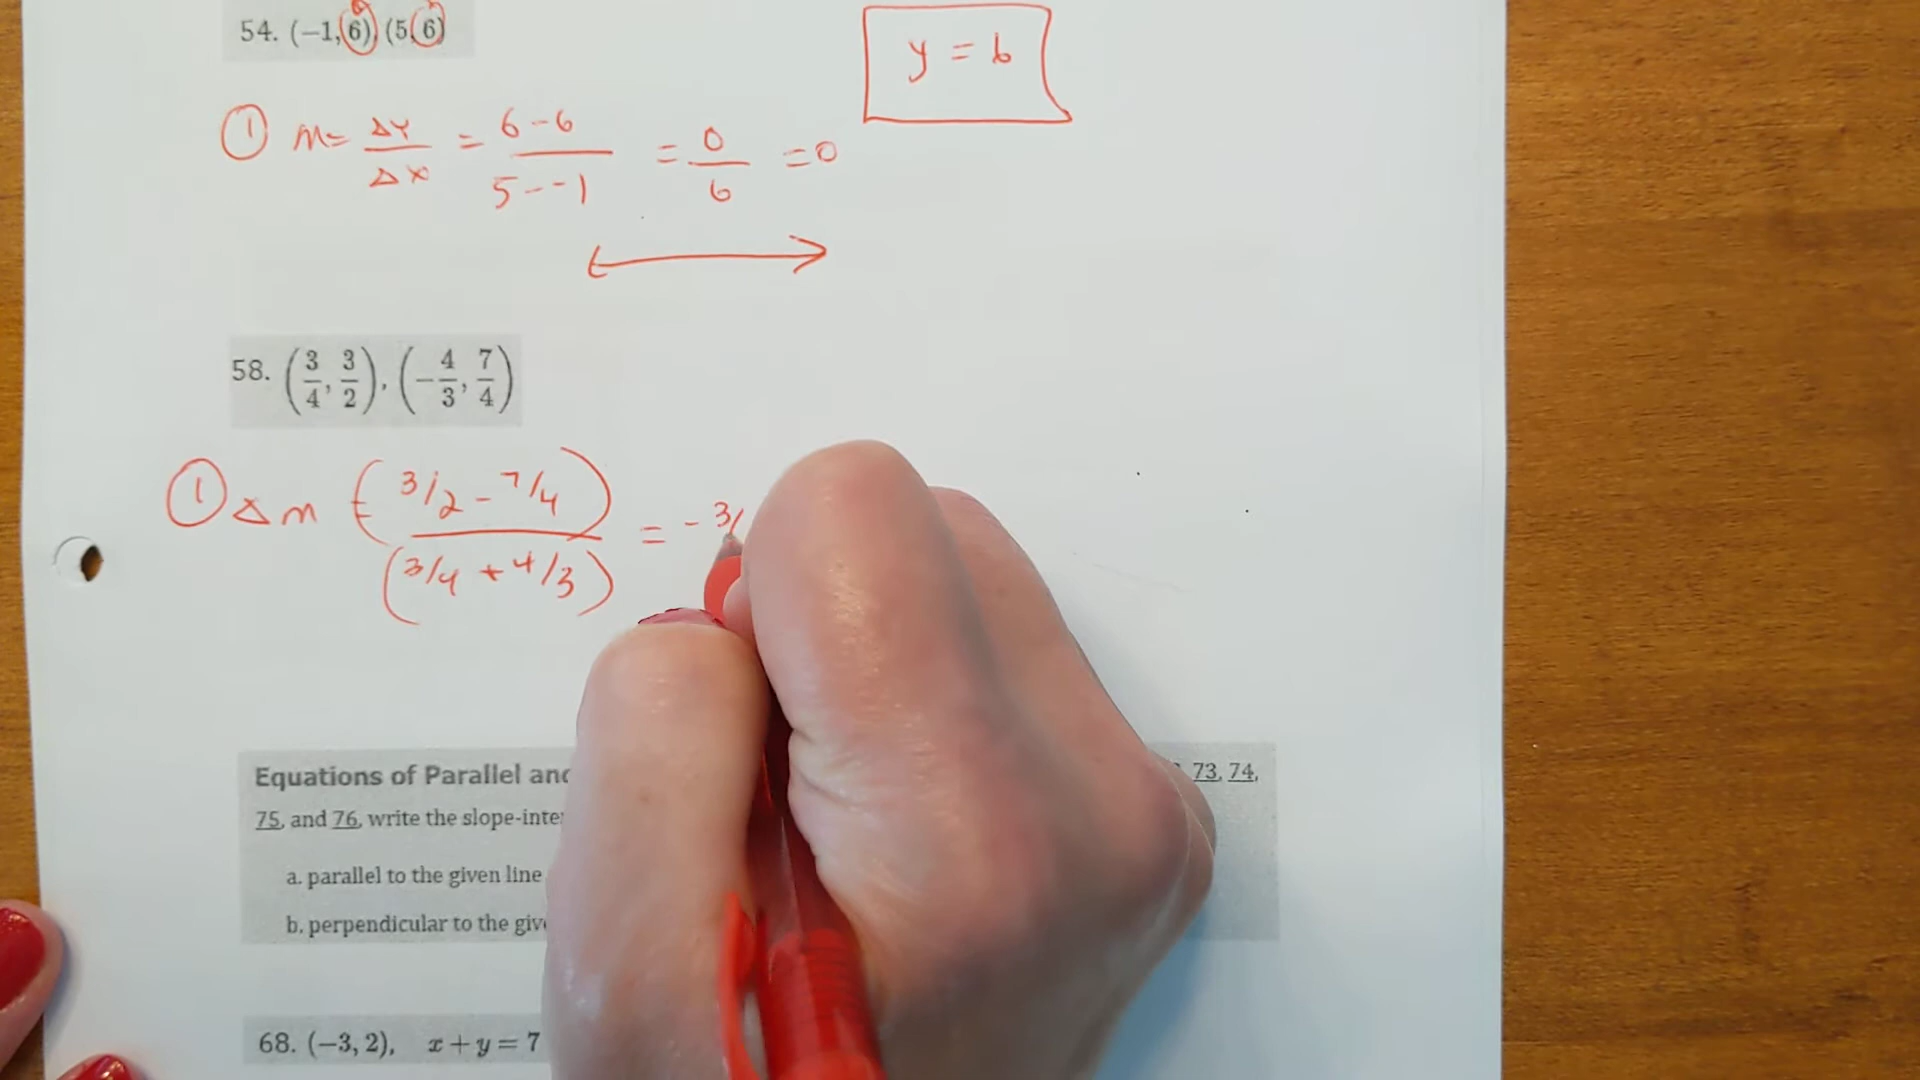 54. (−1, 6), (5, 6)
y = 6
① m = ΔY/ΔX = 6-6/5--1 = 0/6 = 0
58. (3/4, 3/2), (−4/3, 7/4)
① Δm = (3/2 - 7/4)/(3/4 + 4/3) = - 3/
Equations of Parallel and
73, 74,
75, and 76, write the slope-inte
a. parallel to the given line
b. perpendicular to the giv
68. (−3, 2), x + y = 7